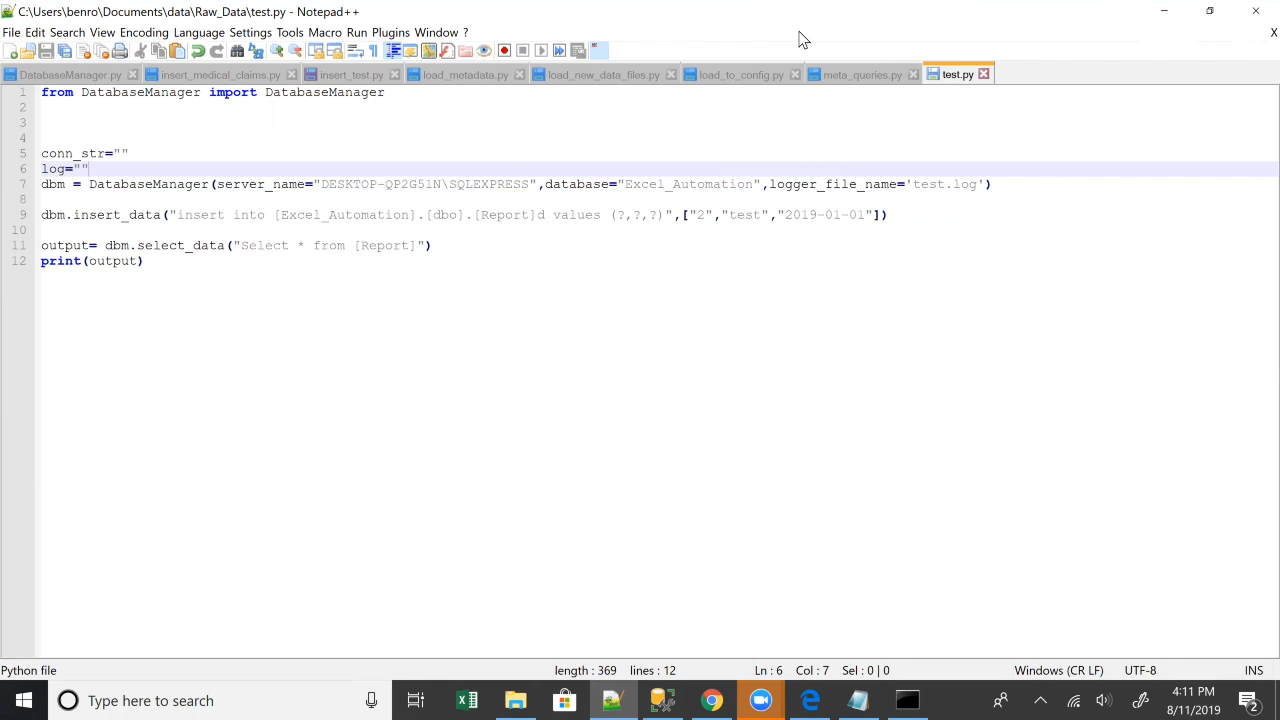 C:\Users\benro\Documents\data\Raw_Data\test.py - Notepad++
File Edit Search View Encoding Language Settings Tools Macro Run Plugins Window ? X
DatabaseManager.py insert_medical_claims.py insert_test.py load_metadata.py load_new_data_files.py load_to_config.py meta_queries.py test.py
1 from DatabaseManager import DatabaseManager
2
3
4
5 conn_str=""
6 log=""
7 dbm = DatabaseManager(server_name="DESKTOP-QP2G51N\SQLEXPRESS",database="Excel_Automation",logger_file_name='test.log')
8
9 dbm.insert_data("insert into [Excel_Automation].[dbo].[Report]d values (?,?,?)",["2","test","2019-01-01"])
10
11 output= dbm.select_data("Select * from [Report]")
12 print(output)
Python file length : 369 lines : 12 Ln : 6 Col : 7 Sel : 0 | 0 Windows (CR LF) UTF-8 INS
Type here to search
4:11 PM
8/11/2019
2